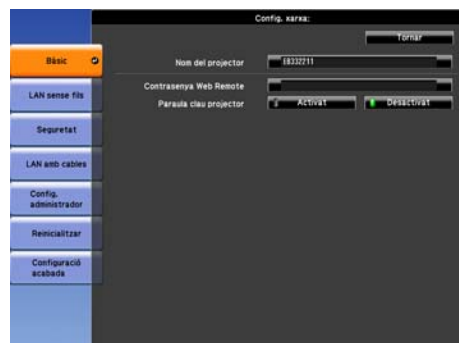 Config. xarxa:
Tornar
Bàsic
Nom del projector
EB332211
LAN sense fils
Contrasenya Web Remote
Paraula clau projector
Activat
Desactivat
Seguretat
LAN amb cables
Config.
administrador
Reinicialitzar
Configuració
acabada